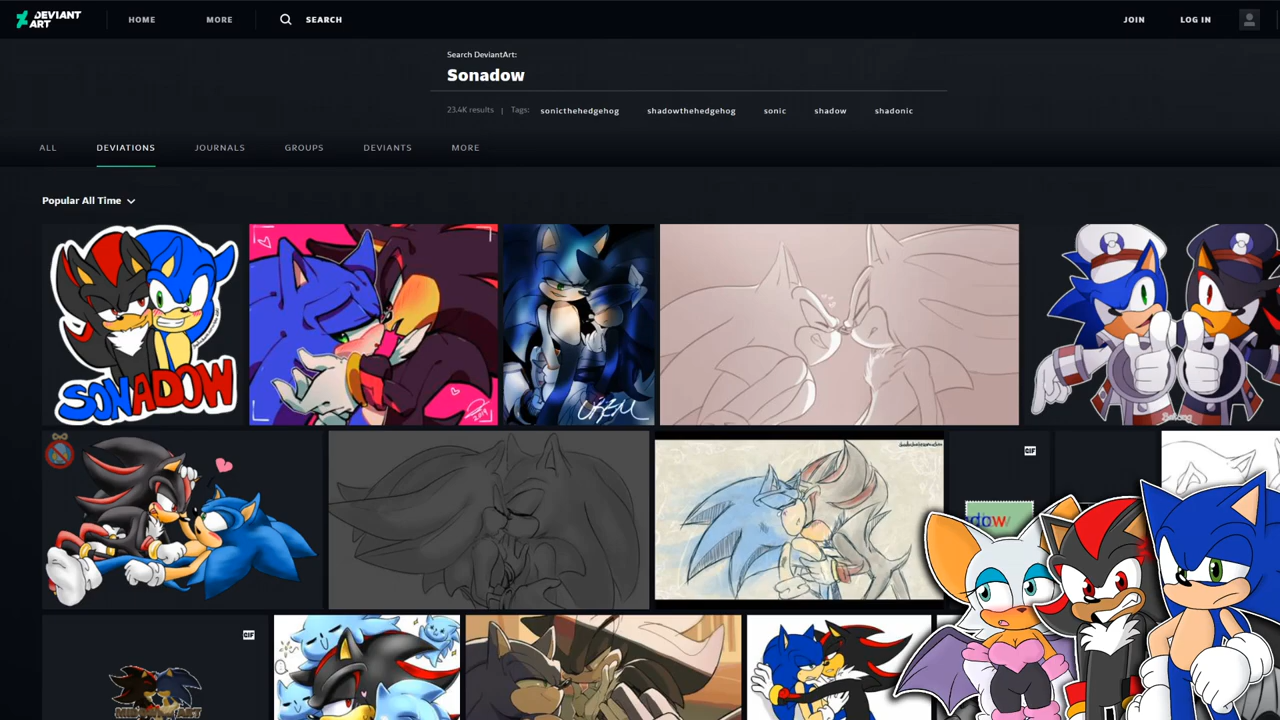 DEVIANT
ART
HOME
MORE
SEARCH
JOIN
LOG IN
Search DeviantArt:
Sonadow
23.4K results | Tags: sonicthehedgehog shadowthehedgehog sonic shadow shadonic
ALL
DEVIATIONS
JOURNALS
GROUPS
DEVIANTS
MORE
Popular All Time
SONADOW
2019
GIF
dow
GIF